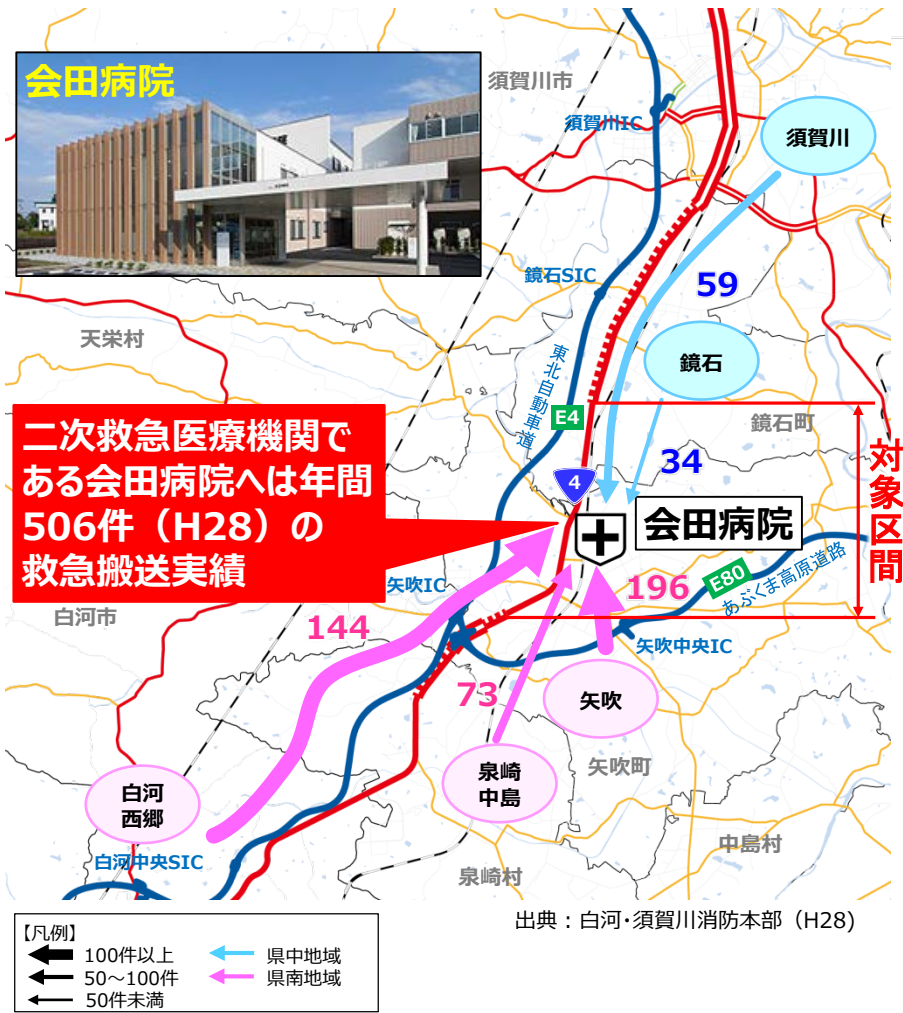 会田病院
須賀川市
須賀川IC
須賀川
鏡石SIC
59
天栄村
東北自動車道
鏡石
E4
鏡石町
二次救急医療機関で
ある会田病院へは年間
506件（H28）の
救急搬送実績
34
4
対象区間
会田病院
矢吹IC
196
E80
あぶくま高原道路
白河市
144
矢吹中央IC
73
矢吹
泉崎
中島
矢吹町
白河
西郷
白河中央SIC
中島村
泉崎村
出典：白河・須賀川消防本部（H28)
【凡例】
100件以上
県中地域
50～100件
県南地域
50件未満